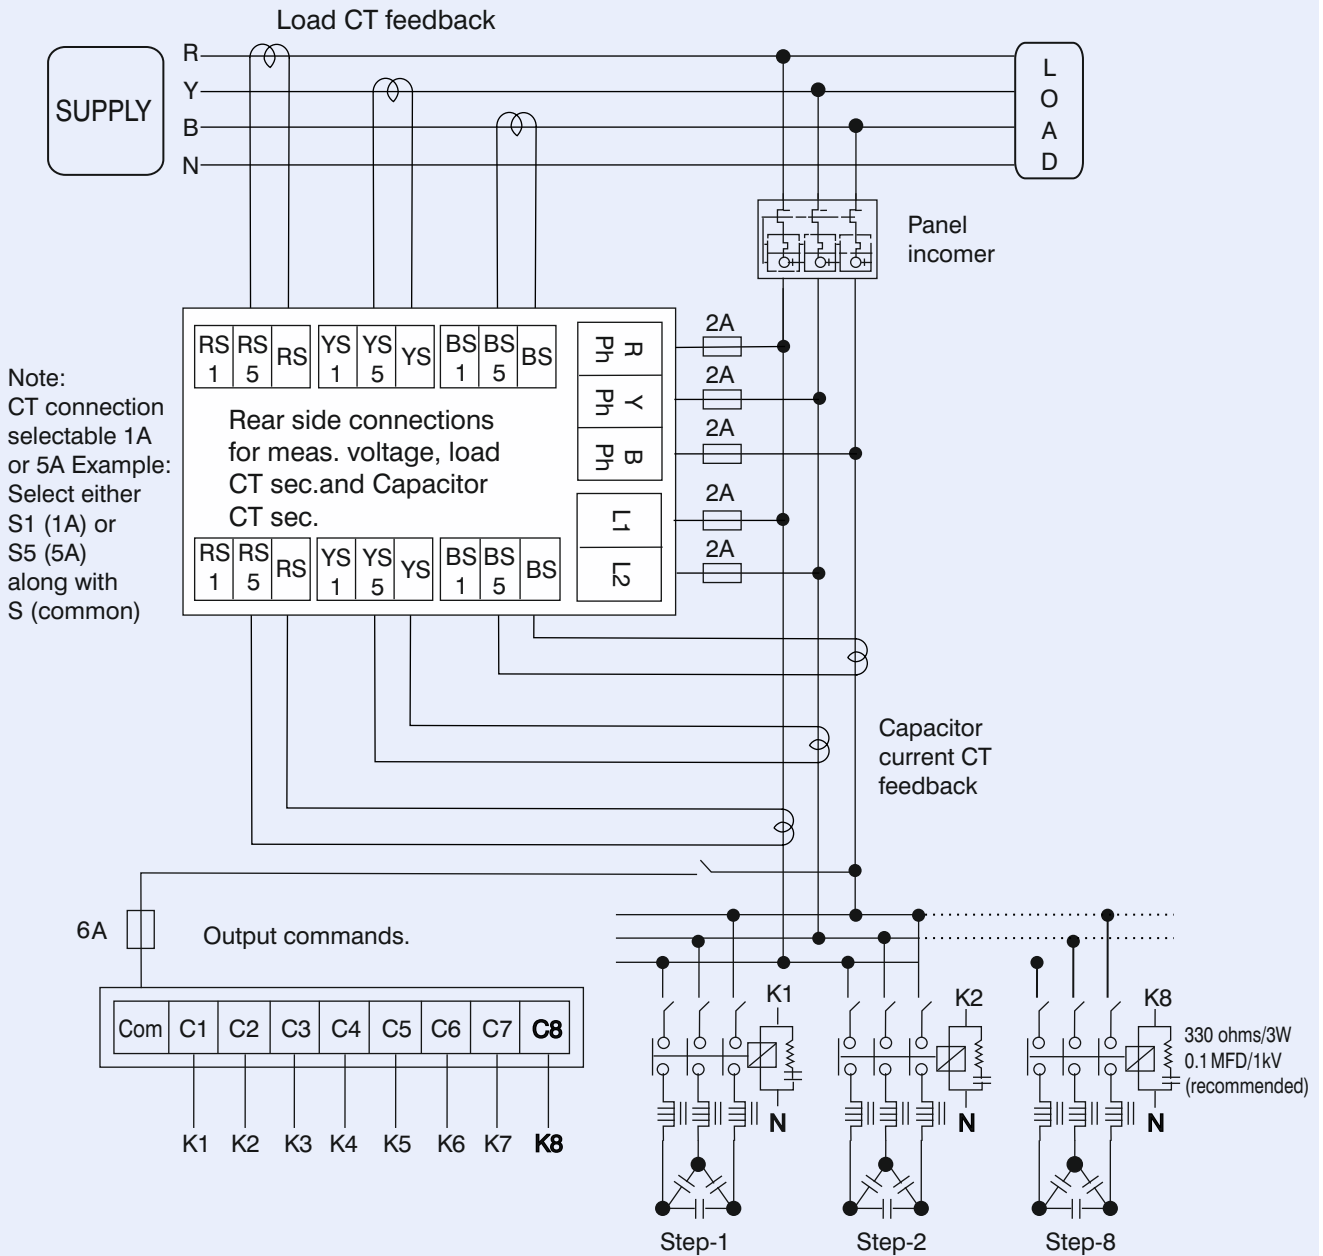 Load CT feedback
SUPPLY
R
Y
B
N
L
O
A
D
Panel
incomer
2A
2A
2A
2A
2A
RS
1
RS
5
RS
YS
1
YS
5
YS
BS
1
BS
5
BS
R
Ph
Y
Ph
B
Ph
L1
L2
Rear side connections
for meas. voltage, load
CT sec.and Capacitor
CT sec.
RS
1
RS
5
RS
YS
1
YS
5
YS
BS
1
BS
5
BS
Note:
CT connection
selectable 1A
or 5A Example:
Select either
S1 (1A) or
S5 (5A)
along with
S (common)
Capacitor
current CT
feedback
6A
Output commands.
Com C1 C2 C3 C4 C5 C6 C7 C8
K1 K2 K3 K4 K5 K6 K7 K8
K1
K2
K8
330 ohms/3W
0.1 MFD/1kV
(recommended)
N
N
N
Step-1
Step-2
Step-8